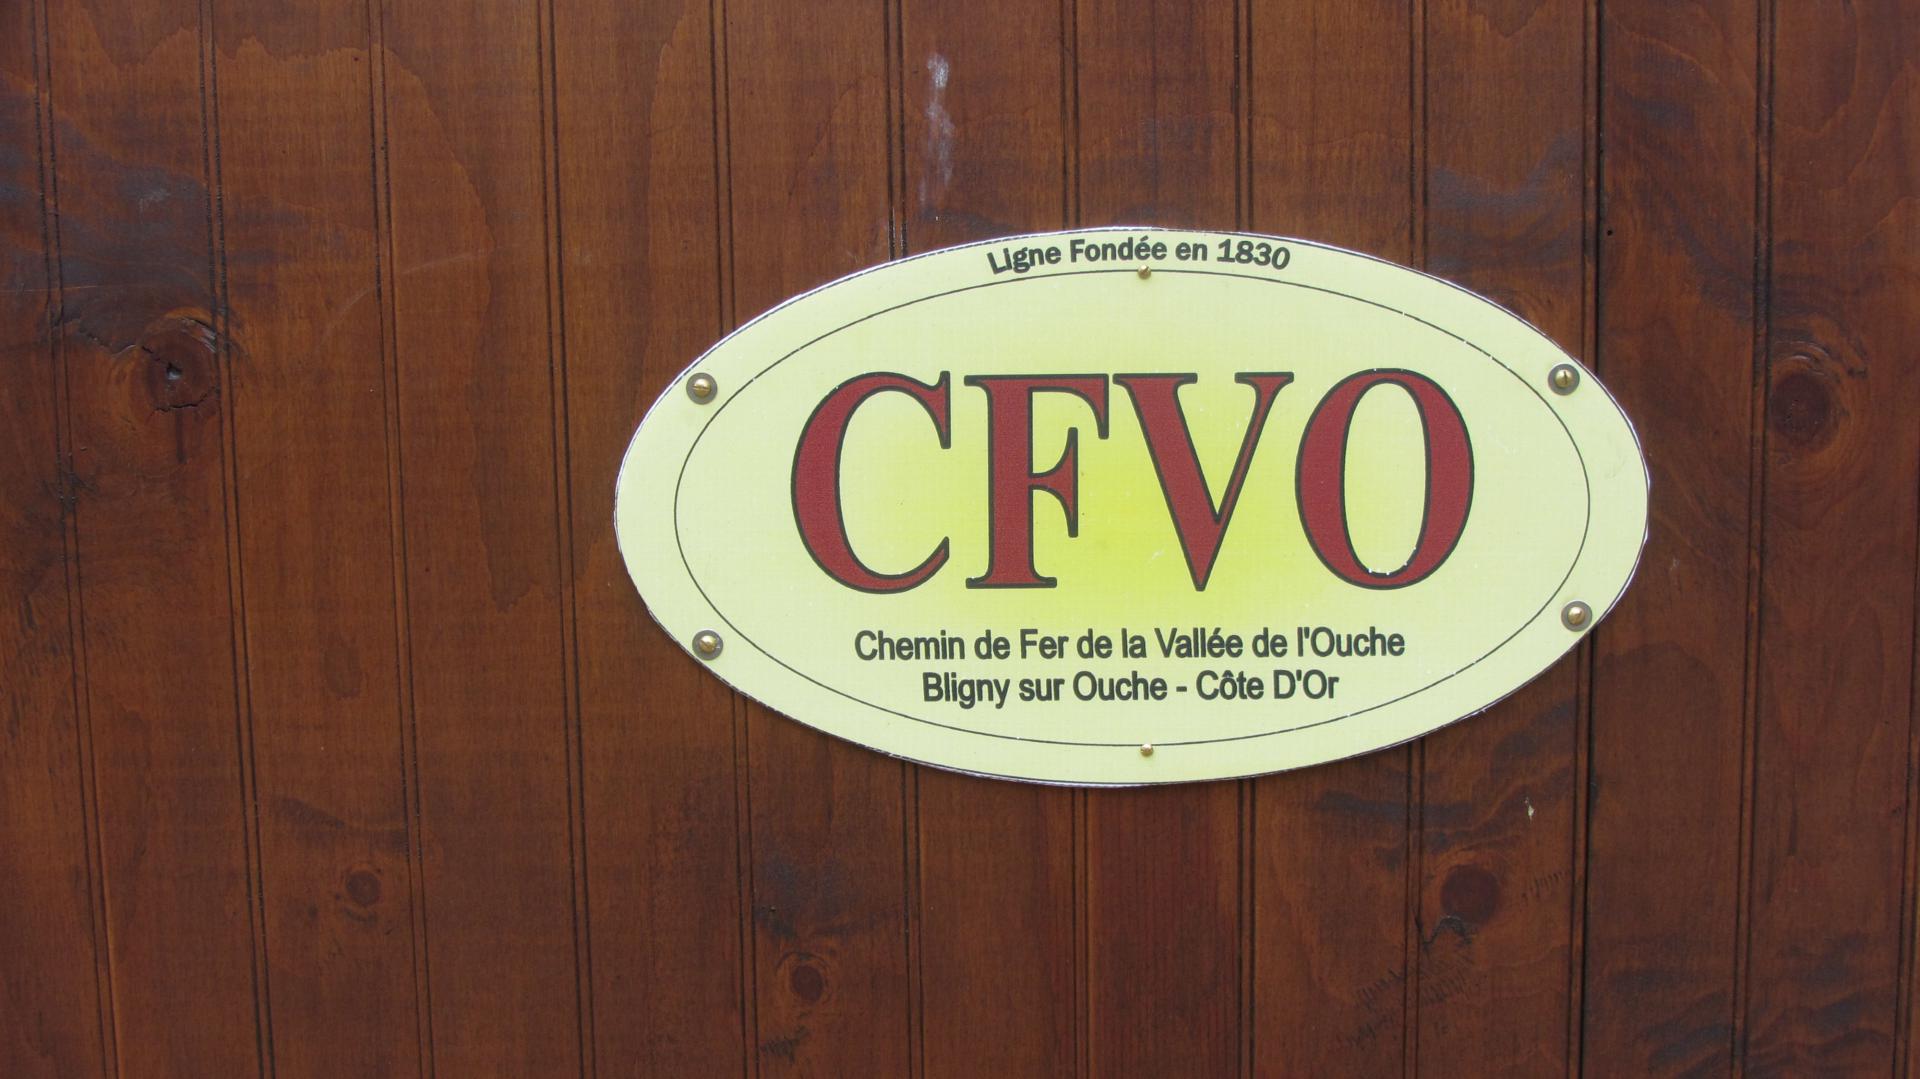 Ligne Fondée en 1830
CFVO
Chemin de Fer de la Vallée de l'Ouche
Bligny sur Ouche - Côte D'Or